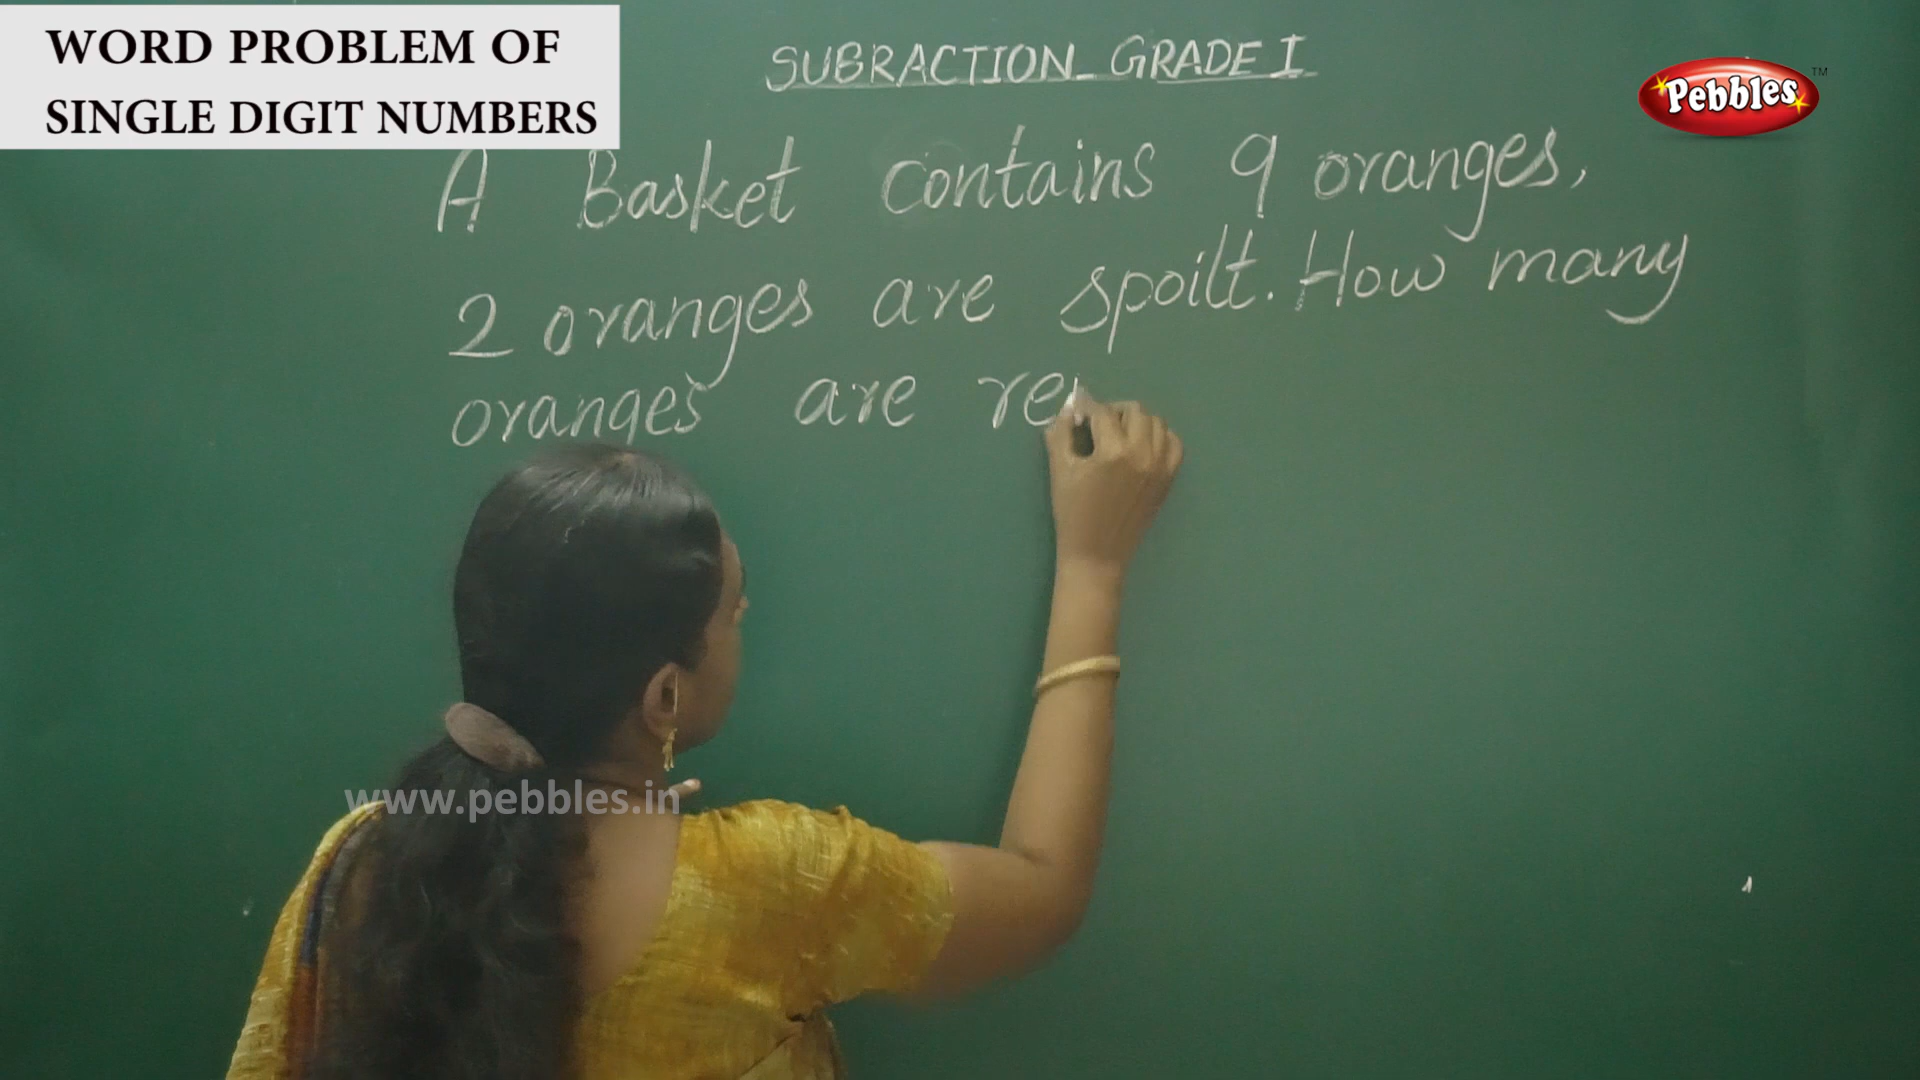 WORD PROBLEM OF
SINGLE DIGIT NUMBERS
SUBRACTION GRADE I
Pebbles TM
A Basket contains 9 oranges,
2 oranges are spoilt. How many
oranges are re
www.pebbles.in